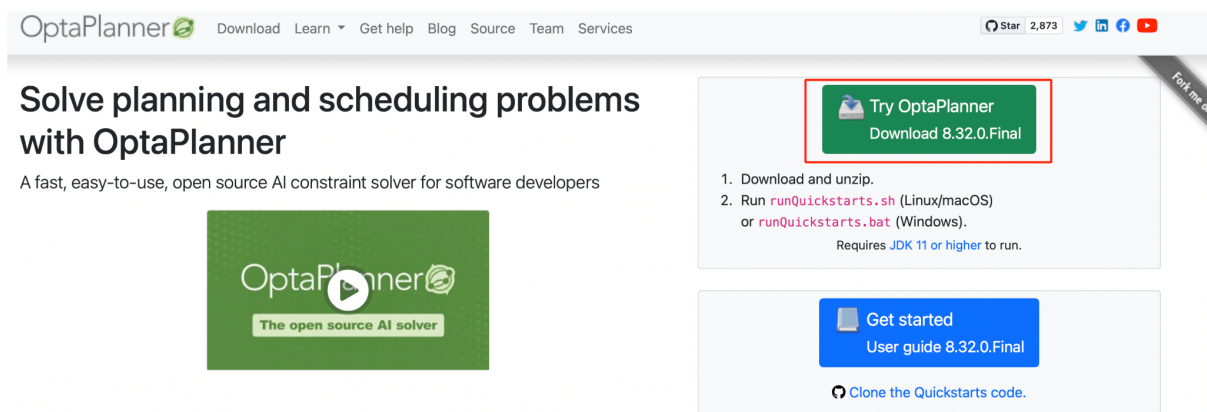 OptaPlanner Download Learn Get help Blog Source Team Services Star 2,873
Fork me o
Solve planning and scheduling problems
with OptaPlanner
A fast, easy-to-use, open source AI constraint solver for software developers
OptaPlanner
The open source AI solver
Try OptaPlanner
Download 8.32.0.Final
1. Download and unzip.
2. Run runQuickstarts.sh (Linux/macOS)
or runQuickstarts.bat (Windows).
Requires JDK 11 or higher to run.
Get started
User guide 8.32.0.Final
Clone the Quickstarts code.